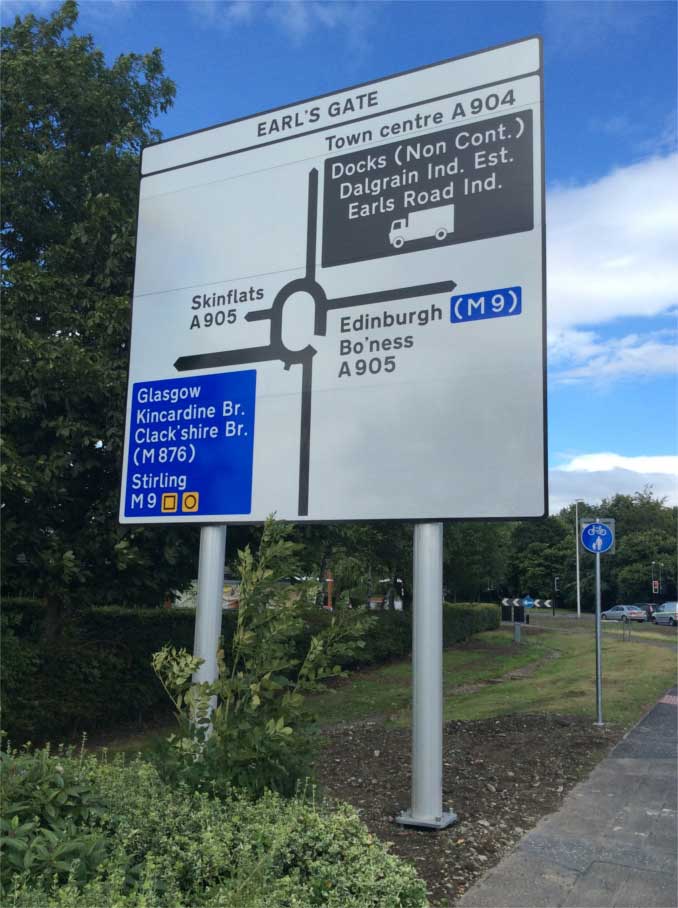 EARL'S GATE
Town centre A904
Docks (Non Cont.)
Dalgrain Ind. Est.
Earls Road Ind.
Skinflats
A905
Edinburgh (M9)
Bo'ness
A905
Glasgow
Kincardine Br.
Clack'shire Br.
(M876)
Stirling
M9